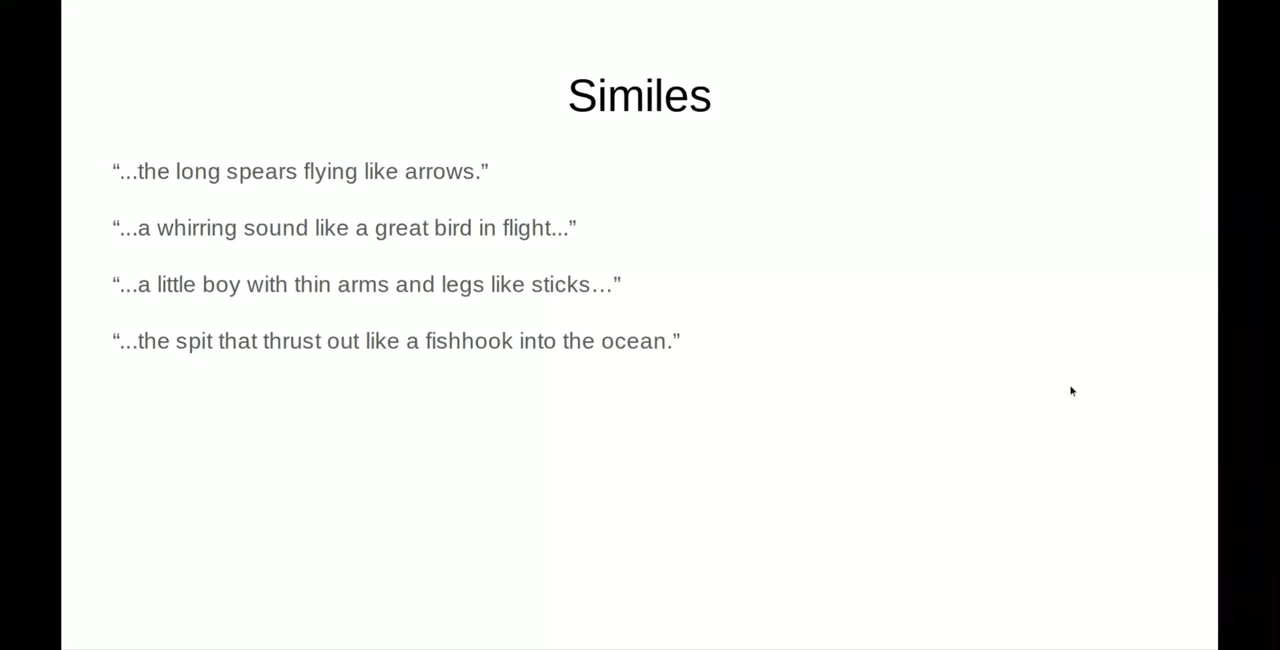 Similes
“...the long spears flying like arrows.”
“...a whirring sound like a great bird in flight...”
“...a little boy with thin arms and legs like sticks…”
“...the spit that thrust out like a fishhook into the ocean.”